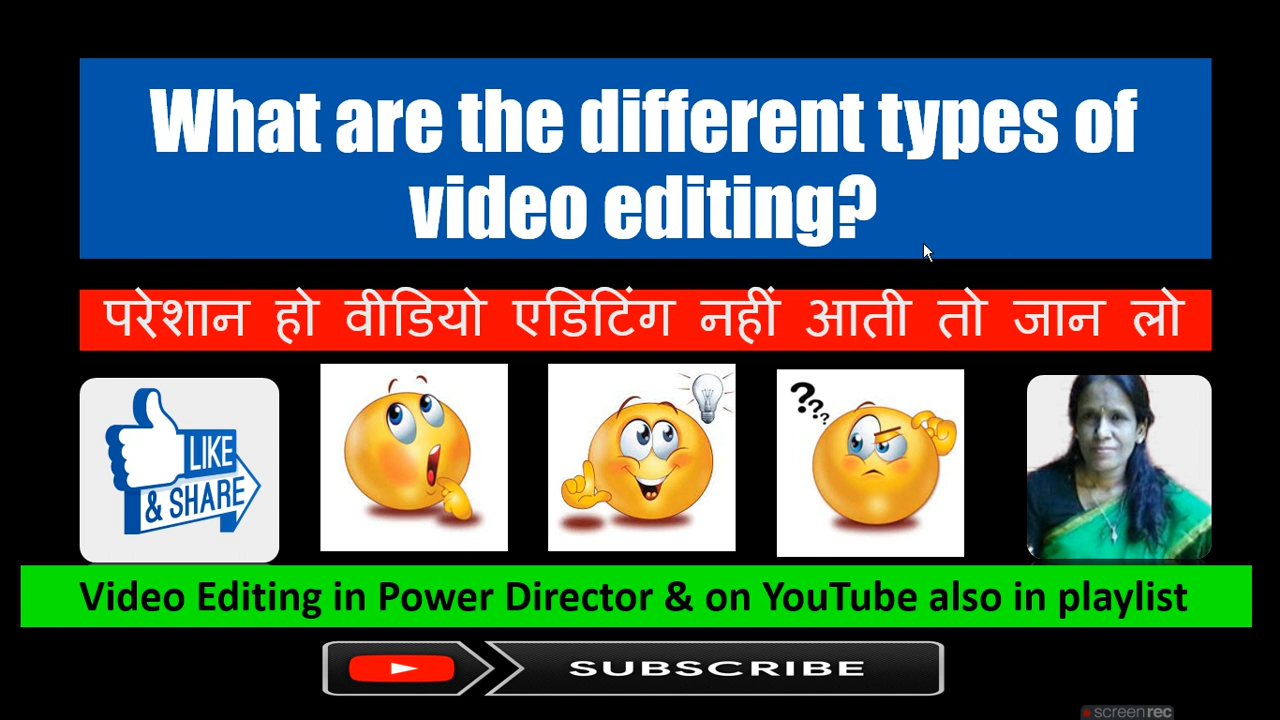 What are the different types of
video editing?
परेशान हो वीडियो एडिटिंग नहीं आती तो जान लो
LIKE
& SHARE
???
Video Editing in Power Director & on YouTube also in playlist
SUBSCRIBE
screenrec